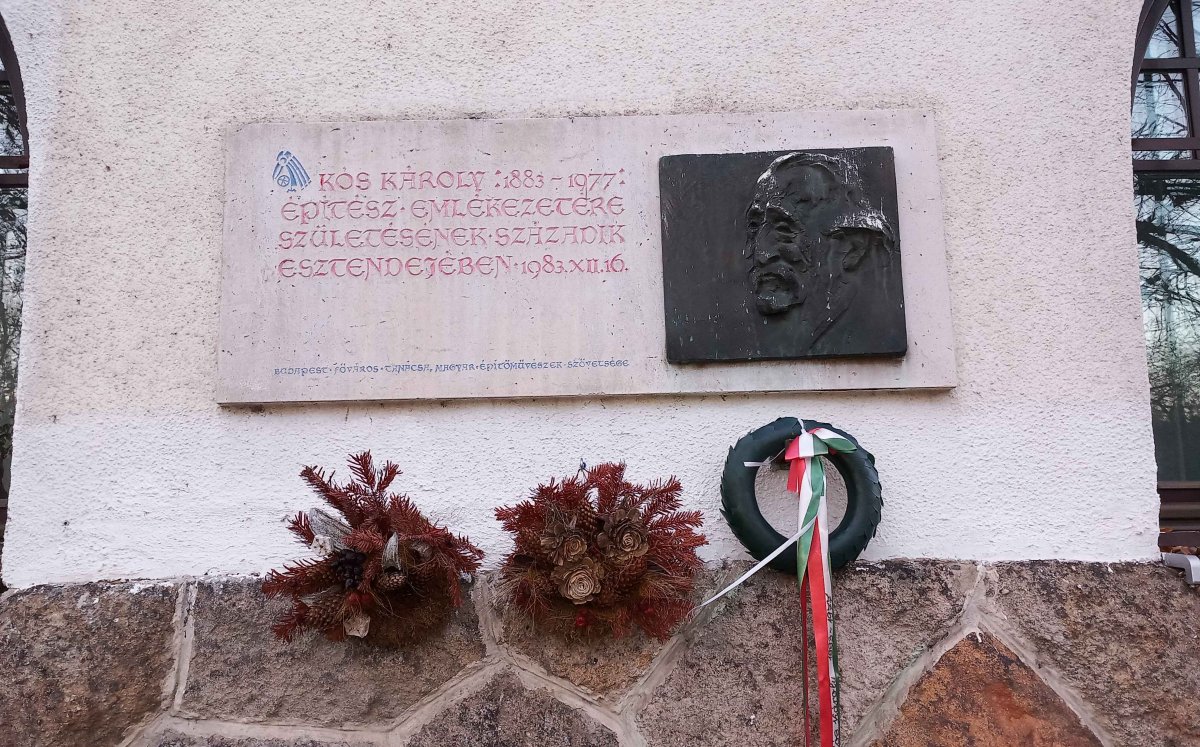 KÓS KÁROLY :1883 – 1977:
ÉPÍTÉSZ · EMLÉKEZETÉRE
SZÜLETÉSÉNEK · SZÁZADIK
ESZTENDEJÉBEN · 1983.XII.16.
BUDAPEST · FŐVÁROS · TANÁCSA, MAGYAR · ÉPÍTŐMŰVÉSZEK · SZÖVETSÉGE